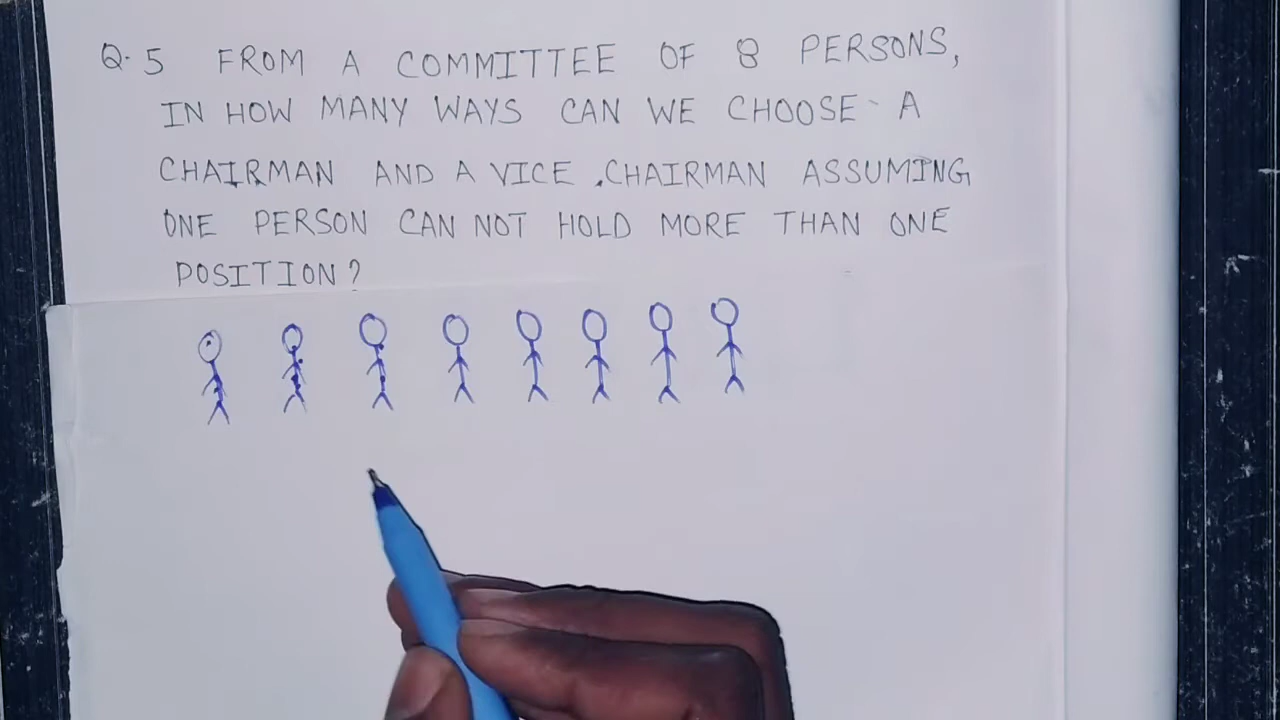 Q.5 FROM A COMMITTEE OF 8 PERSONS,
IN HOW MANY WAYS CAN WE CHOOSE A
CHAIRMAN AND A VICE CHAIRMAN ASSUMING
ONE PERSON CAN NOT HOLD MORE THAN ONE
POSITION?